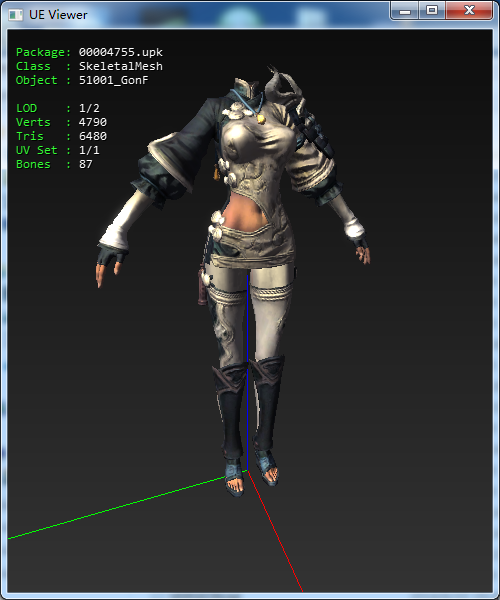 UE Viewer
Package: 00004755.upk
Class : SkeletalMesh
Object : 51001_GonF
LOD : 1/2
Verts : 4790
Tris : 6480
UV Set : 1/1
Bones : 87